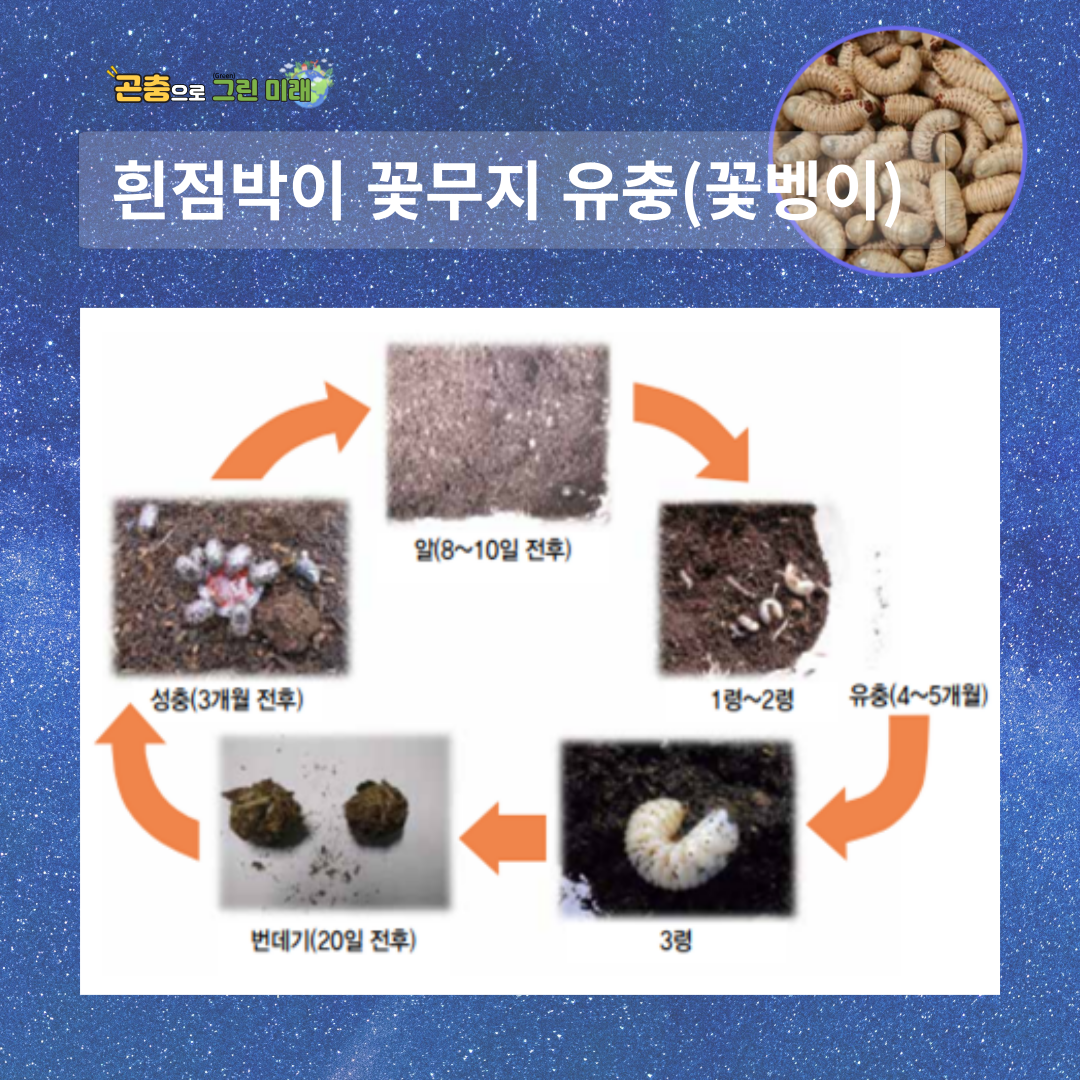 곤충으로 그린 미래
(Green)
흰점박이 꽃무지 유충(꽃벵이)
알(8~10일 전후)
성충(3개월 전후)
1령~2령
유충(4~5개월)
번데기(20일 전후)
3령